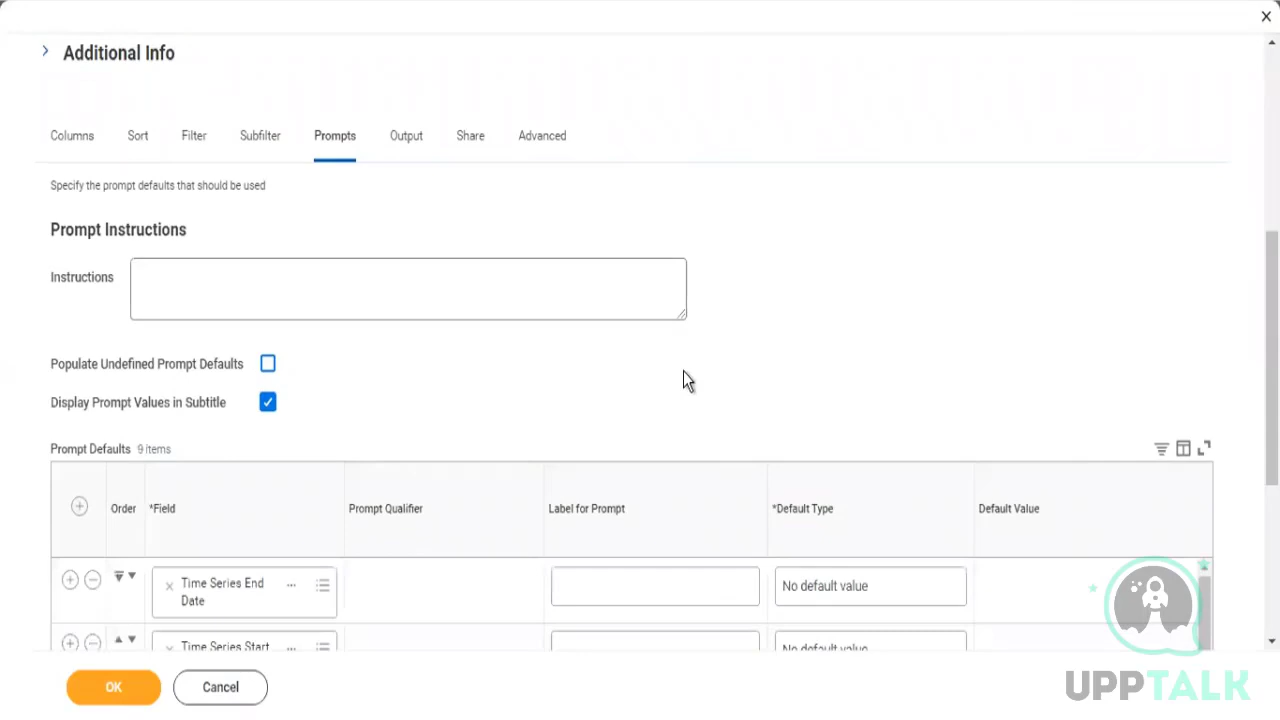 Additional Info
Columns Sort Filter Subfilter Prompts Output Share Advanced
Specify the prompt defaults that should be used
Prompt Instructions
Instructions
Populate Undefined Prompt Defaults
Display Prompt Values in Subtitle
Prompt Defaults 9 items
Order *Field Prompt Qualifier Label for Prompt *Default Type Default Value
Time Series End
Date
No default value
Time Series Start
No default value
OK Cancel
UPPTALK